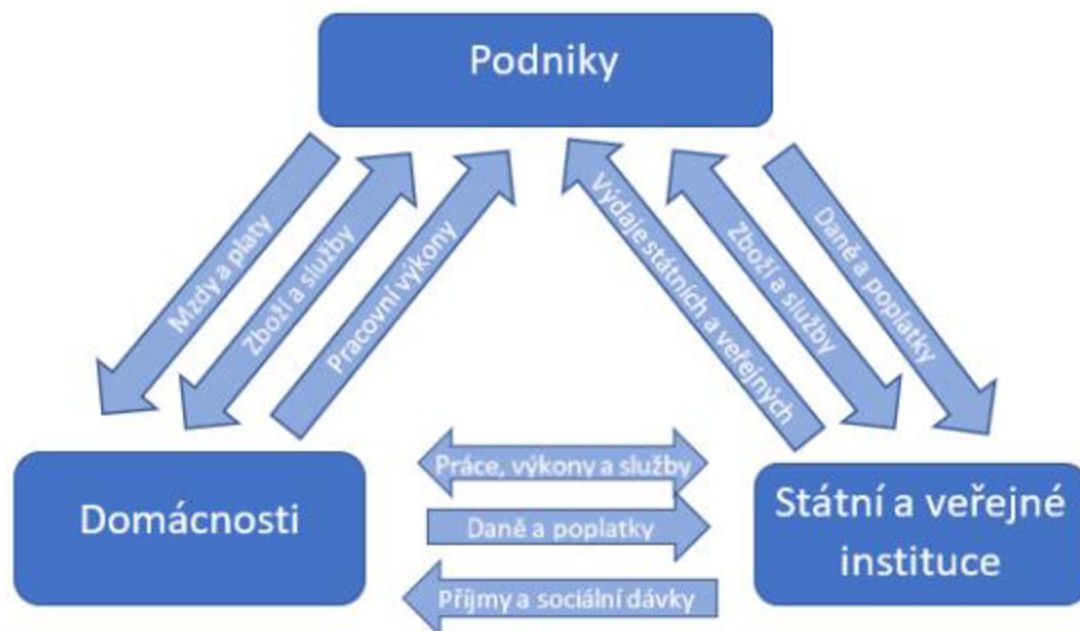 Podniky
Mzdy a platy
Zboží a služby
Pracovní výkony
Výdaje státních a veřejných
Zboží a služby
Daně a poplatky
Práce, výkony a služby
Daně a poplatky
Příjmy a sociální dávky
Domácnosti
Státní a veřejné
instituce